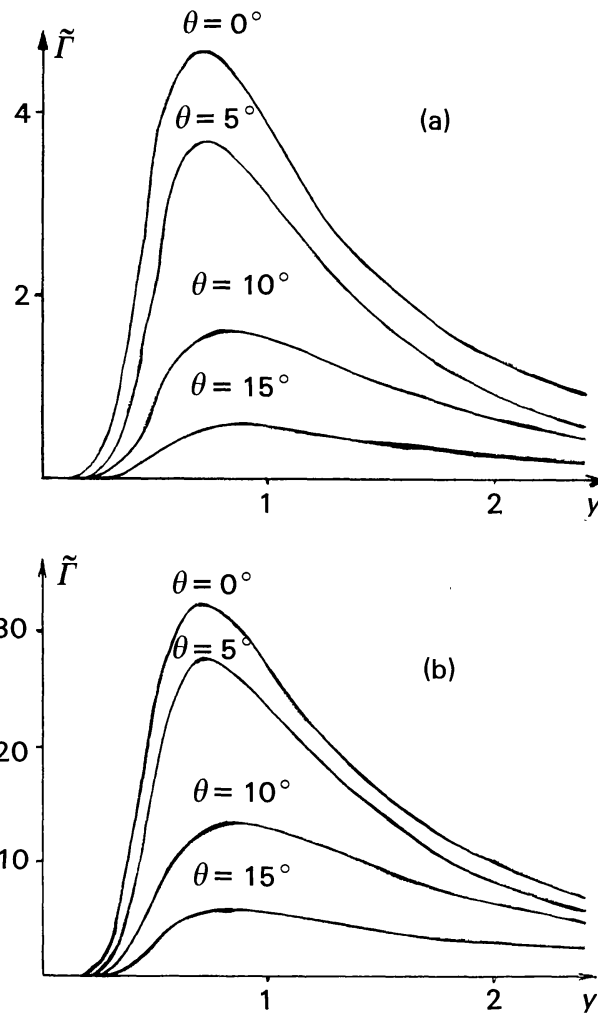 θ = 0°
Γ̃
4
θ = 5°
(a)
2
θ = 10°
θ = 15°
1
2
y
Γ̃
θ = 0°
30
θ = 5°
(b)
20
θ = 10°
10
θ = 15°
1
2
y